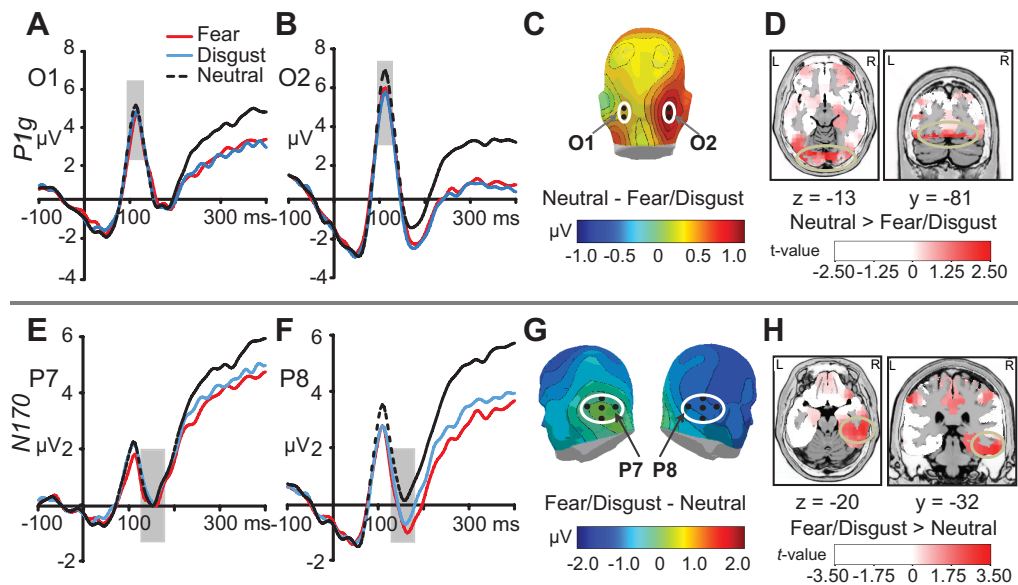 A
B
C
D
Fear
Disgust
Neutral
P1g
O1
6
4
µV
2
-100
100
300 ms
-2
-4
O2
8
6
4
µV
2
-100
100
300 ms
-2
-4
O1
O2
Neutral - Fear/Disgust
µV
-1.0 -0.5 0 0.5 1.0
L R
L R
z = -13
y = -81
Neutral > Fear/Disgust
t-value
-2.50 -1.25 0 1.25 2.50
E
F
G
H
N170
P7
6
4
µV2
-100
100
300 ms
-2
P8
6
4
µV2
-100
100
300 ms
-2
P7 P8
Fear/Disgust - Neutral
µV
-2.0 -1.0 0 1.0 2.0
L R
L R
z = -20
y = -32
Fear/Disgust > Neutral
t-value
-3.50 -1.75 0 1.75 3.50